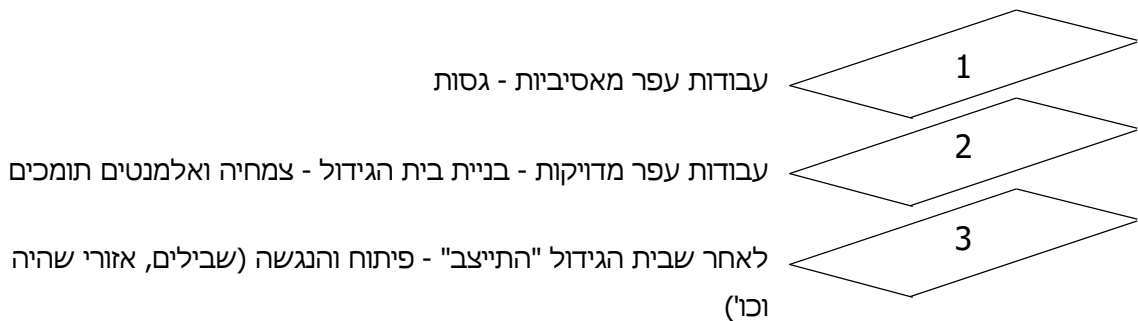 1
עבודות עפר מאסיביות - גסות
2
עבודות עפר מדויקות - בניית בית הגידול - צמחיה ואלמנטים תומכים
3
לאחר שבית הגידול "התייצב" - פיתוח והנגשה (שבילים, אזורי שהיה
וכו')